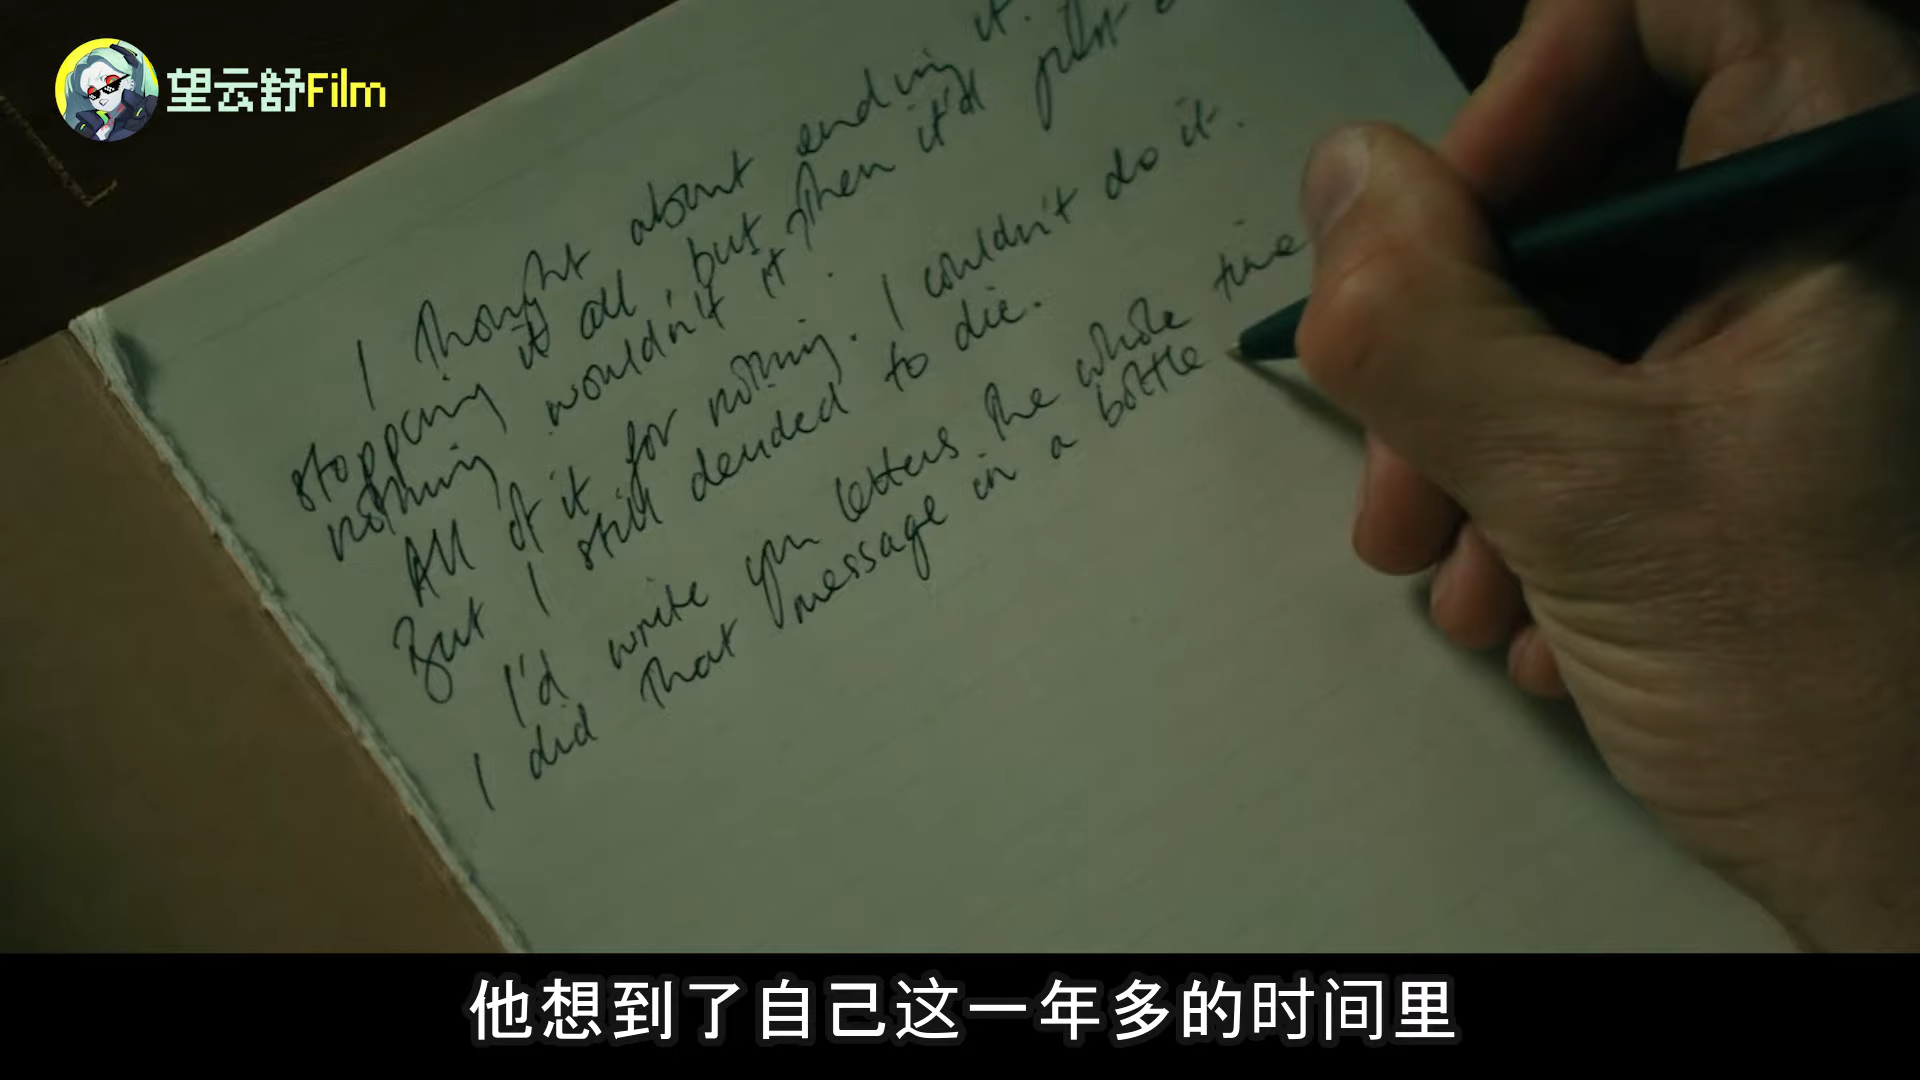 望云舒Film
I thought about ending it.
stopping it all, but then it'd just
nothing wouldn't it.
All of it for nothing. I couldn't do it.
But I still decided to die.
I'd write you letters the whole time
I did that message in a bottle
他想到了自己这一年多的时间里